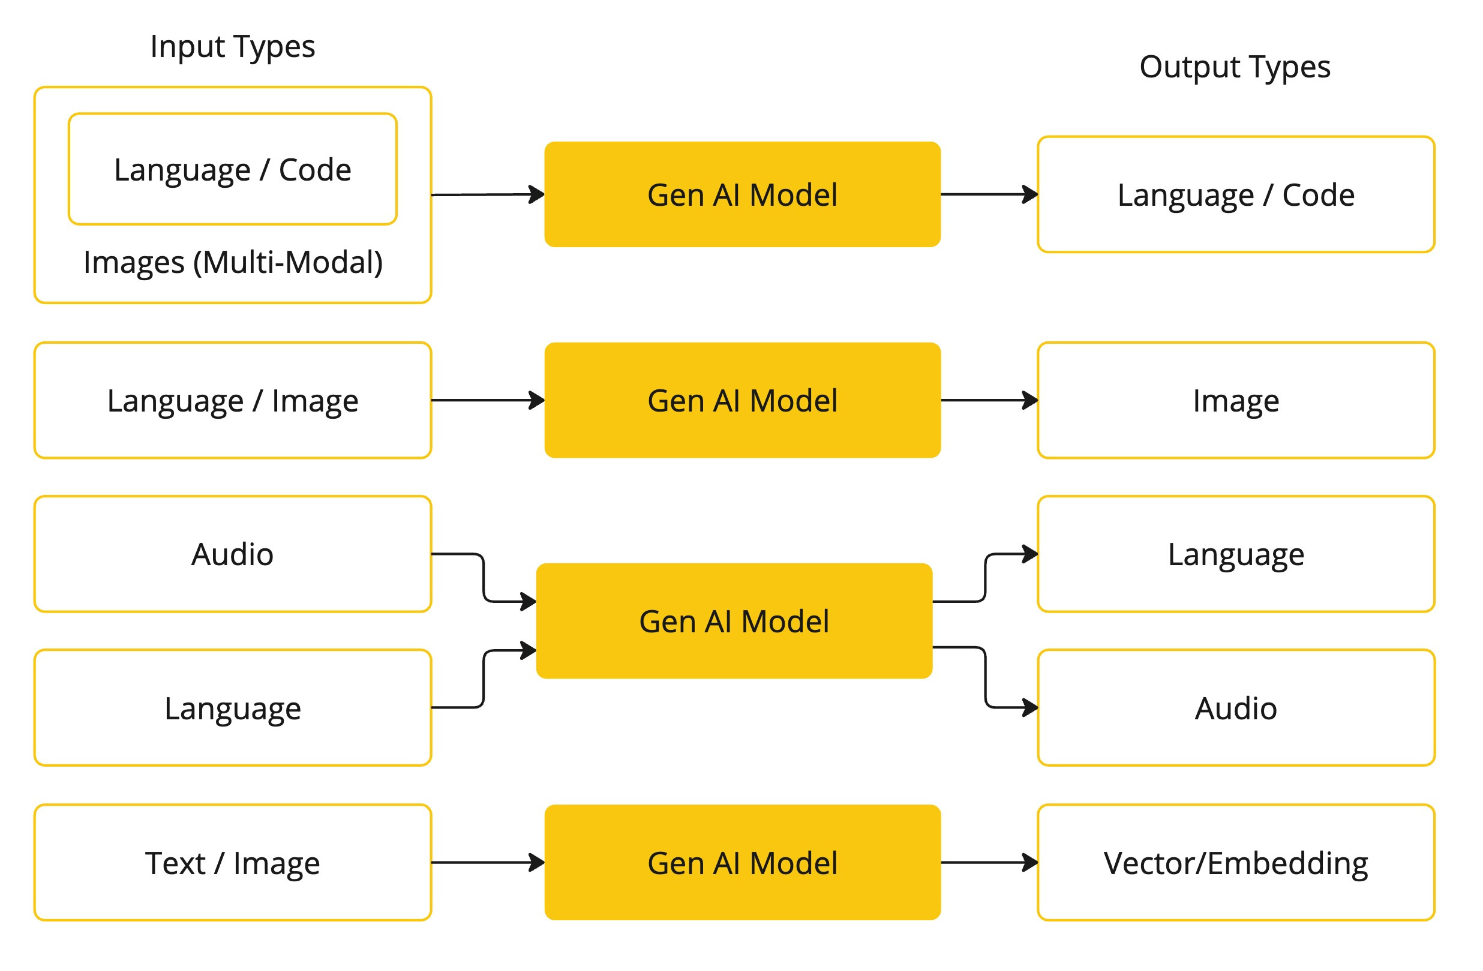 Input Types
Output Types
Language / Code
Images (Multi-Modal)
Gen AI Model
Language / Code
Language / Image
Gen AI Model
Image
Audio
Language
Gen AI Model
Language
Audio
Text / Image
Gen AI Model
Vector/Embedding